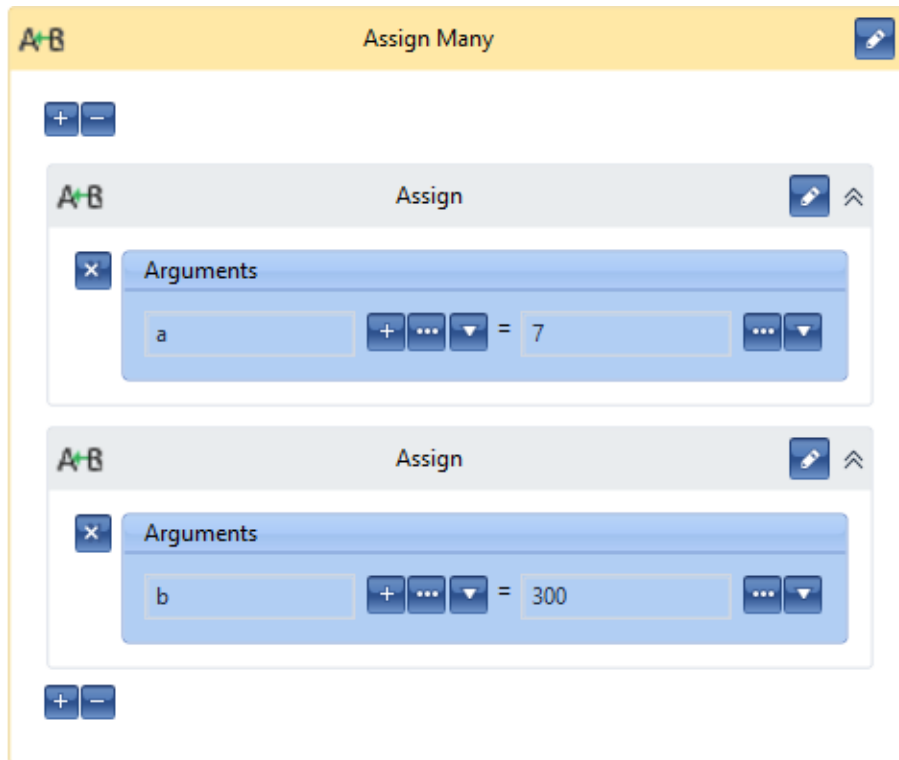 A B Assign Many
A B Assign
Arguments
a = 7
A B Assign
Arguments
b = 300